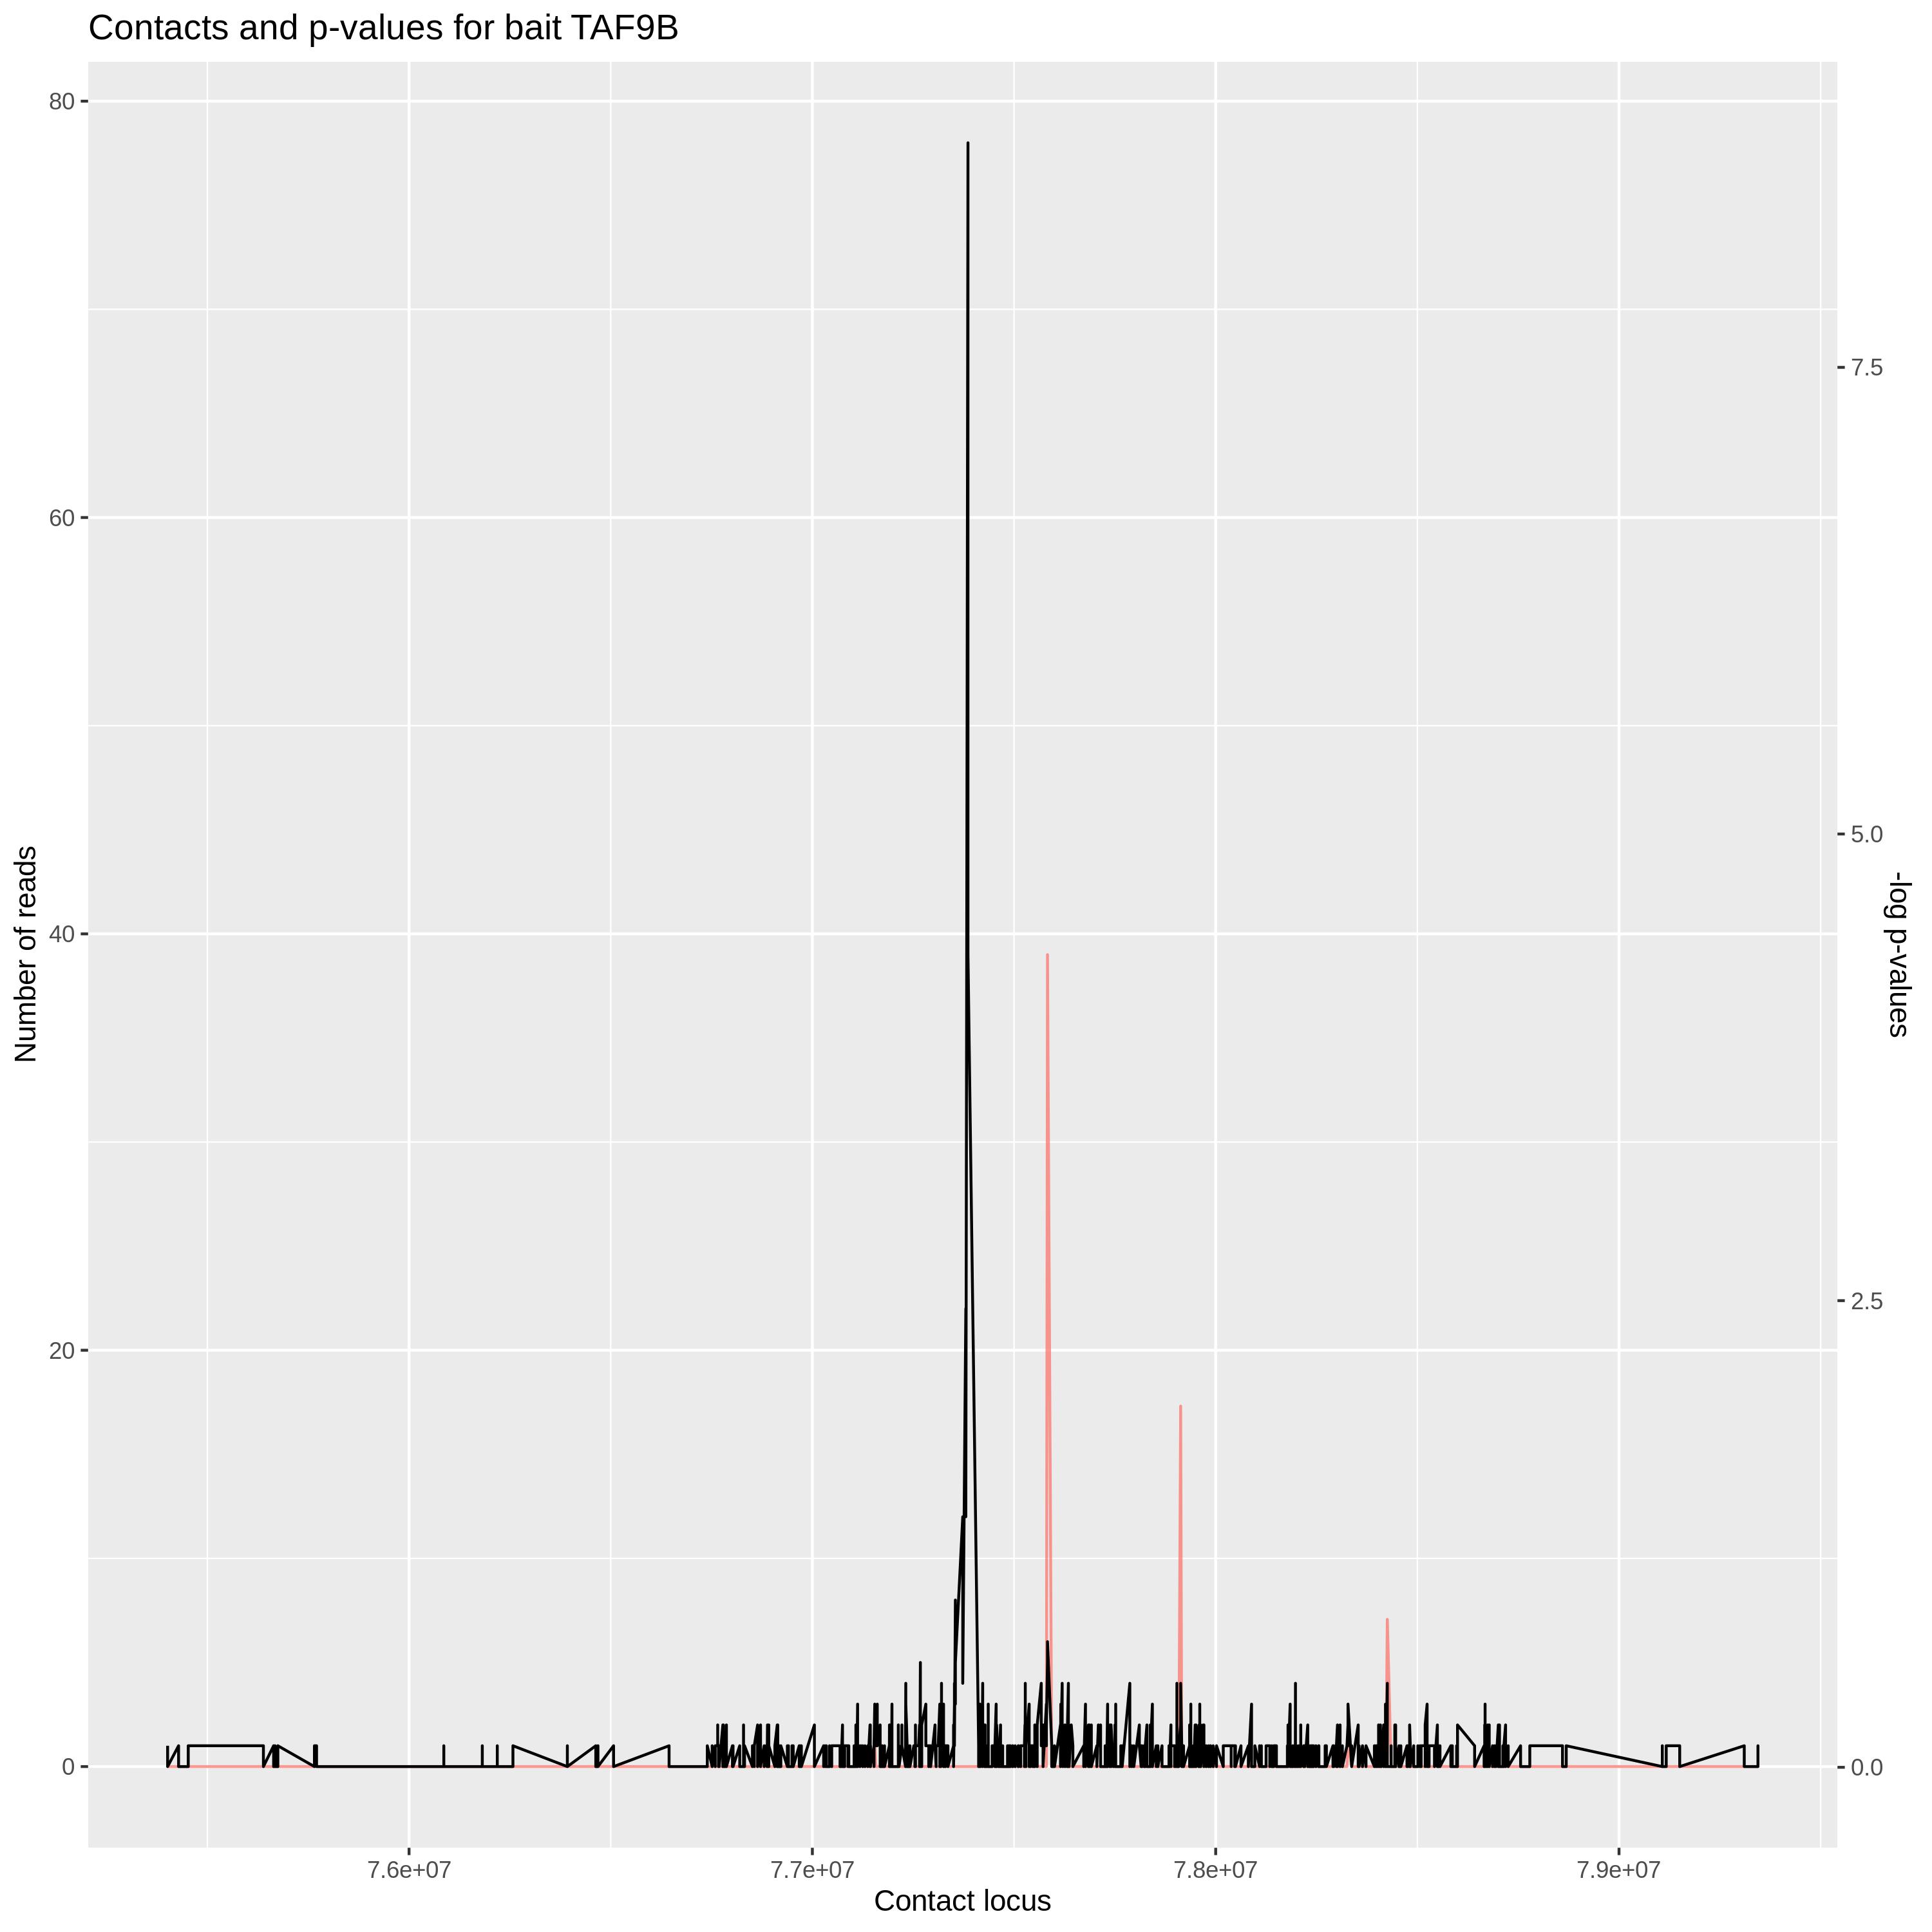 Contacts and p-values for bait TAF9B
80
60
40
20
0
Number of reads
7.5
5.0
2.5
0.0
-log p-values
7.6e+07
7.7e+07
7.8e+07
7.9e+07
Contact locus